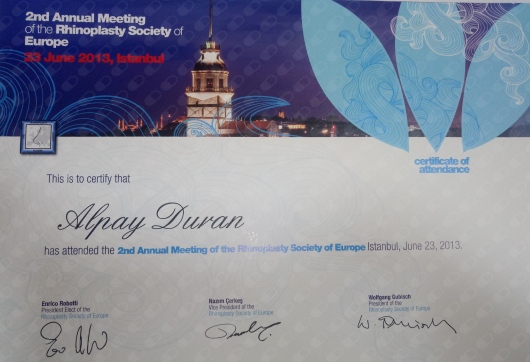 2nd Annual Meeting
of the Rhinoplasty Society of
Europe
23 June 2013, Istanbul
certificate of
attendance
This is to certify that
Alpay Duran
has attended the 2nd Annual Meeting of the Rhinoplasty Society of Europe Istanbul, June 23, 2013.
Enrico Robotti
President Elect of the
Rhinoplasty Society of Europe
Nazım Çerkeş
Vice President of the
Rhinoplasty Society of Europe
Wolfgang Gubisch
President of the
Rhinoplasty Society of Europe